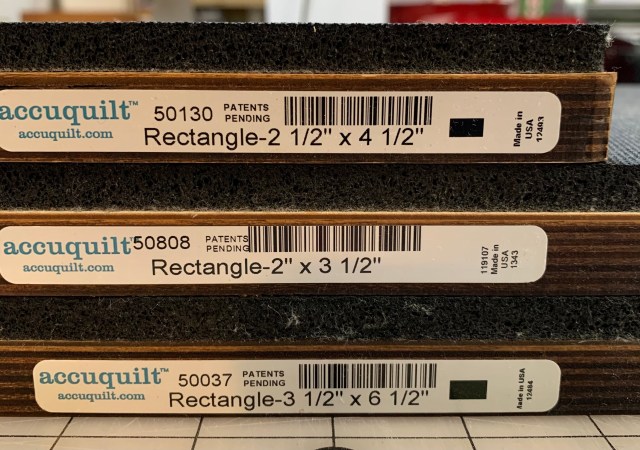 accuquilt™ 50130 PATENTS PENDING
accuquilt.com
Rectangle-2 1/2" x 4 1/2"
Made in USA 12493
accuquilt™ 50808 PATENTS PENDING
accuquilt.com
Rectangle-2" x 3 1/2"
119107 Made in USA 1343
accuquilt™ 50037 PATENTS PENDING
accuquilt.com
Rectangle-3 1/2" x 6 1/2"
Made in USA 12484